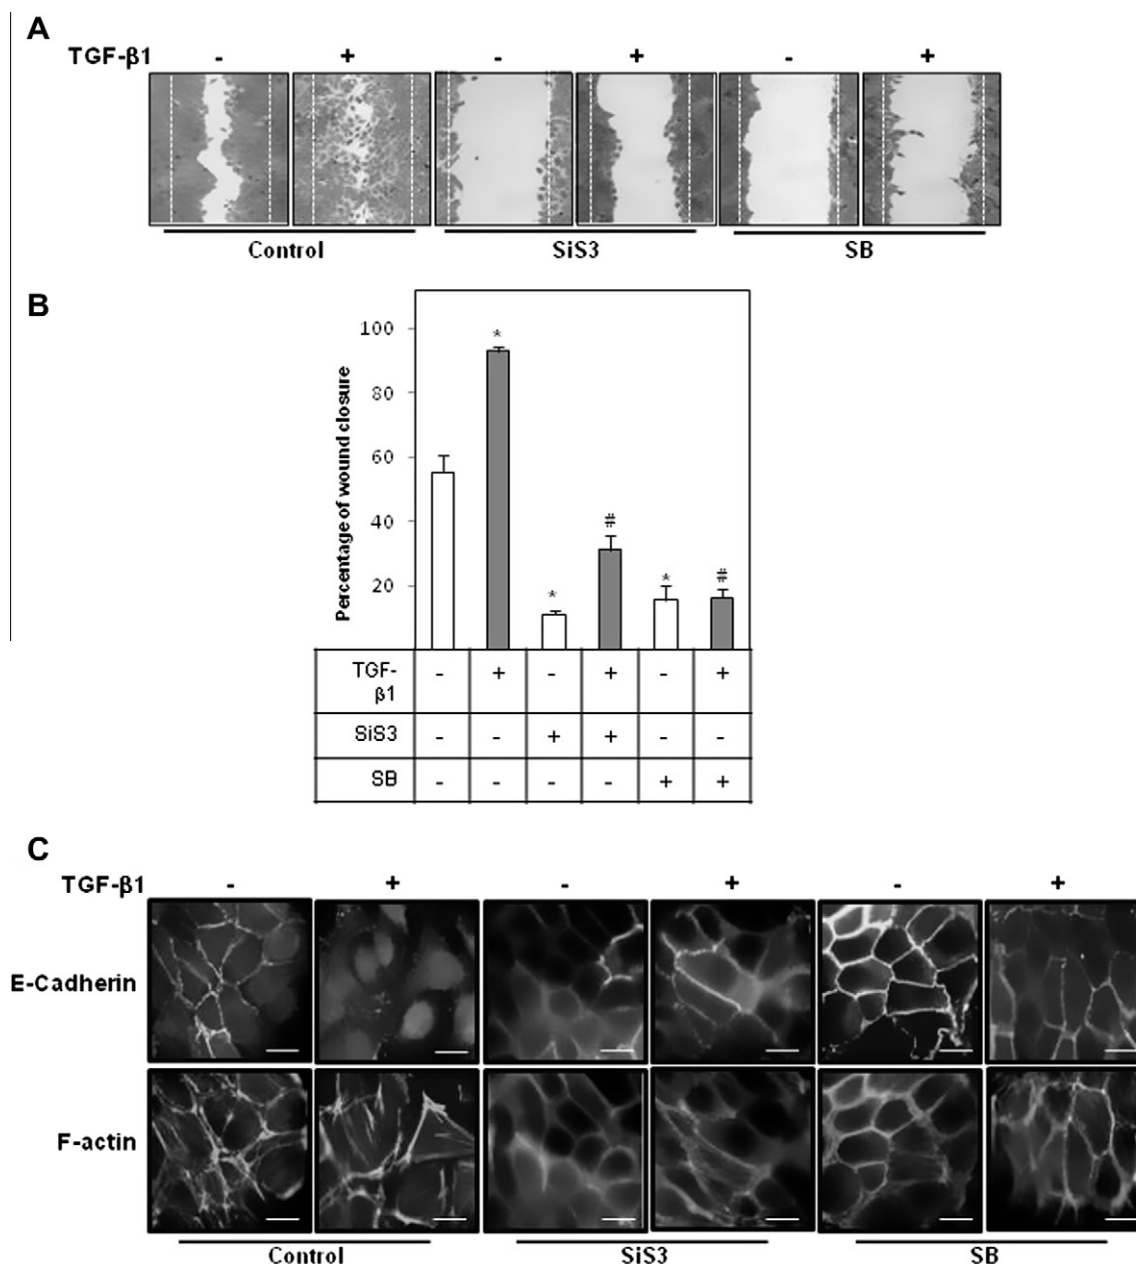 A
TGF-β1 - + - + - +
Control SiS3 SB
B
Percentage of wound closure
100
80
60
40
20
* * # * #
TGF-β1 - + - + - +
SiS3 - - + + - -
SB - - - - + +
C
TGF-β1 - + - + - +
E-Cadherin
F-actin
Control SiS3 SB